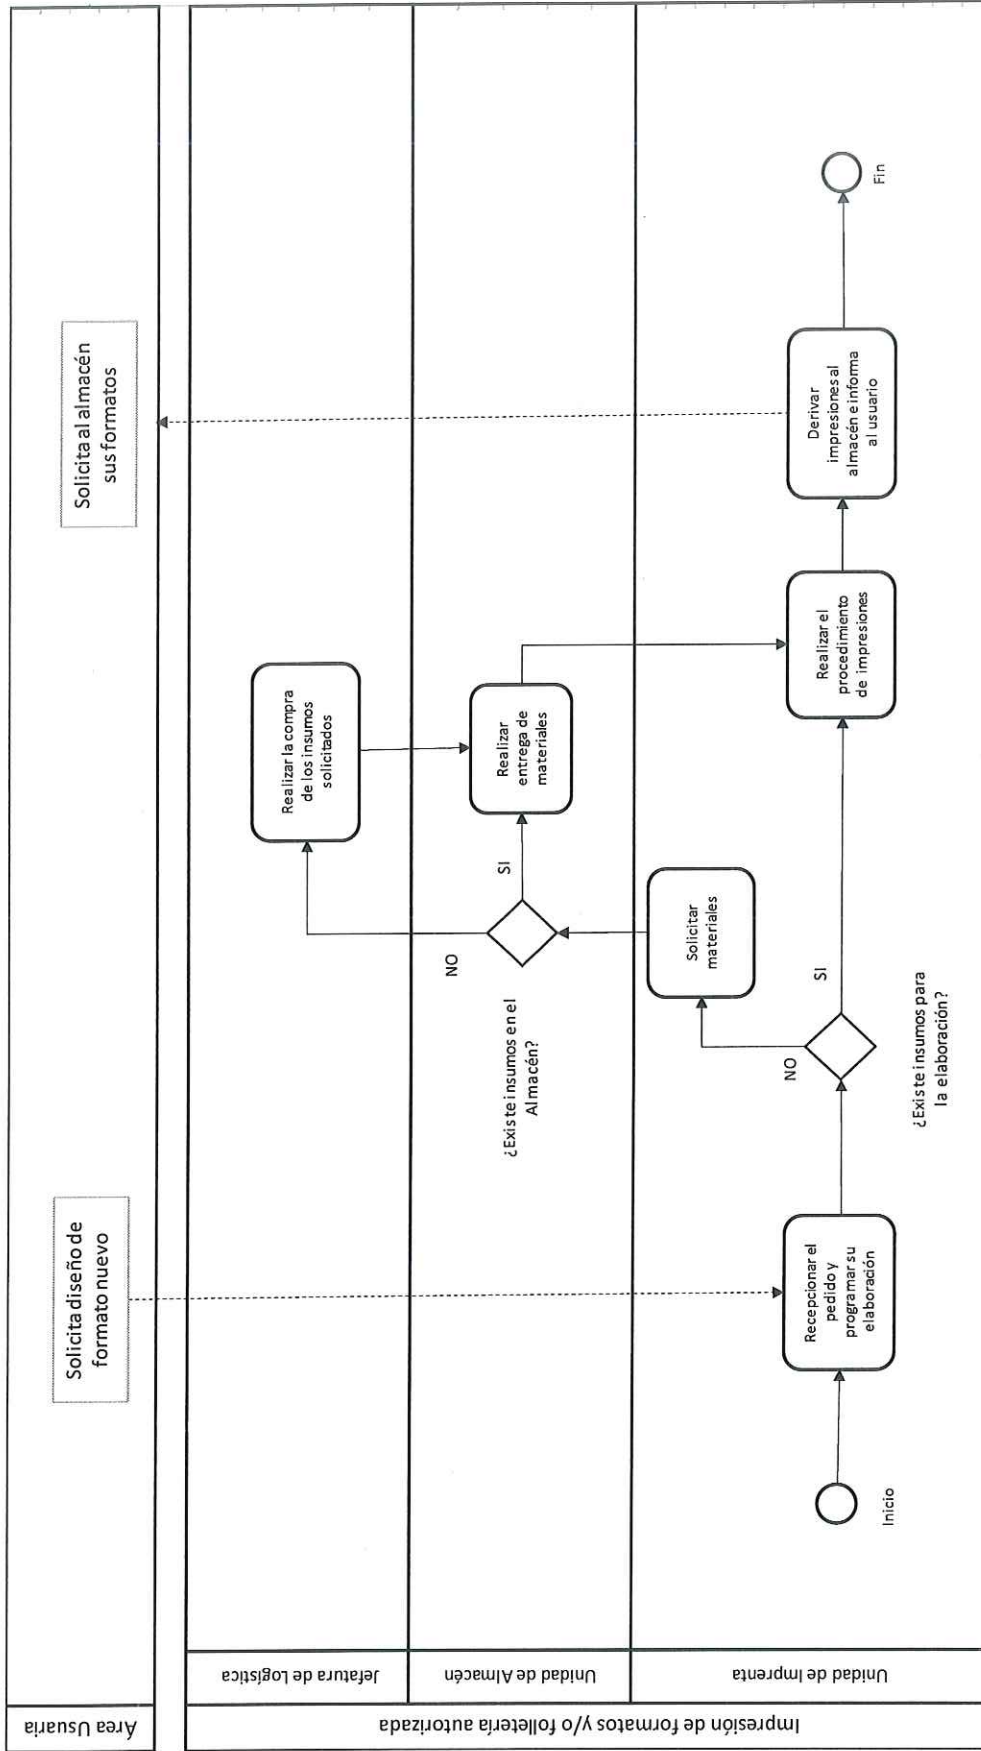 Área Usuaria
Solicita diseño de
formato nuevo
Solicita al almacén
sus formatos
Impresión de formatos y/o folletería autorizada
Jefatura de Logística
Realizar la compra
de los insumos
solicitados
Unidad de Almacén
¿Existe insumos en el
Almacén?
NO
SI
Realizar
entrega de
materiales
Unidad de Imprenta
Inicio
Recepcionar el
pedido y
programar su
elaboración
¿Existe insumos para
la elaboración?
NO
SI
Solicitar
materiales
Realizar el
procedimiento
de impresiones
Derivar
impresiones al
almacén e informa
al usuario
Fin